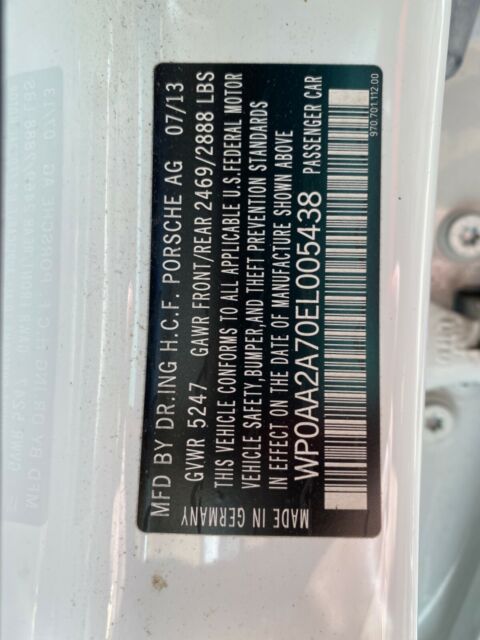 MFD BY DR.ING H.C.F. PORSCHE AG 07/13
GVWR 5247 GAWR FRONT/REAR 2469/2888 LBS
THIS VEHICLE CONFORMS TO ALL APPLICABLE U.S.FEDERAL MOTOR
VEHICLE SAFETY,BUMPER,AND THEFT PREVENTION STANDARDS
IN EFFECT ON THE DATE OF MANUFACTURE SHOWN ABOVE
MADE IN GERMANY
WP0AA2A70EL005438 PASSENGER CAR
970.701.112.00